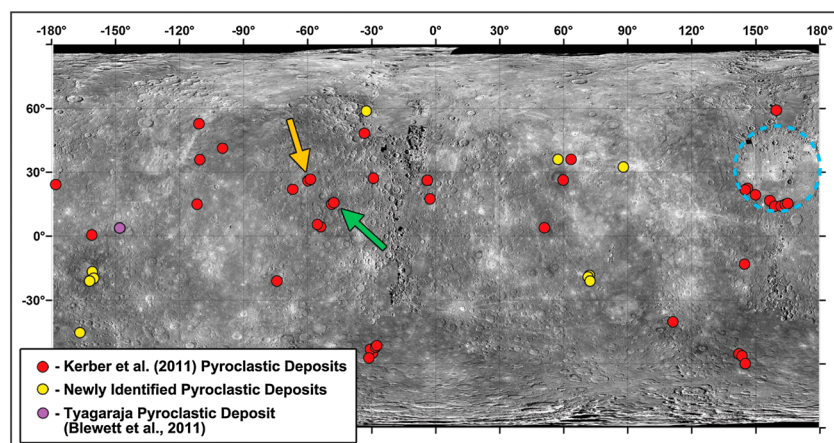 -180° -150° -120° -90° -60° -30° 0° 30° 60° 90° 120° 150° 180°
60°
30°
0°
-30°
- Kerber et al. (2011) Pyroclastic Deposits
- Newly Identified Pyroclastic Deposits
- Tyagaraja Pyroclastic Deposit
(Blewett et al., 2011)